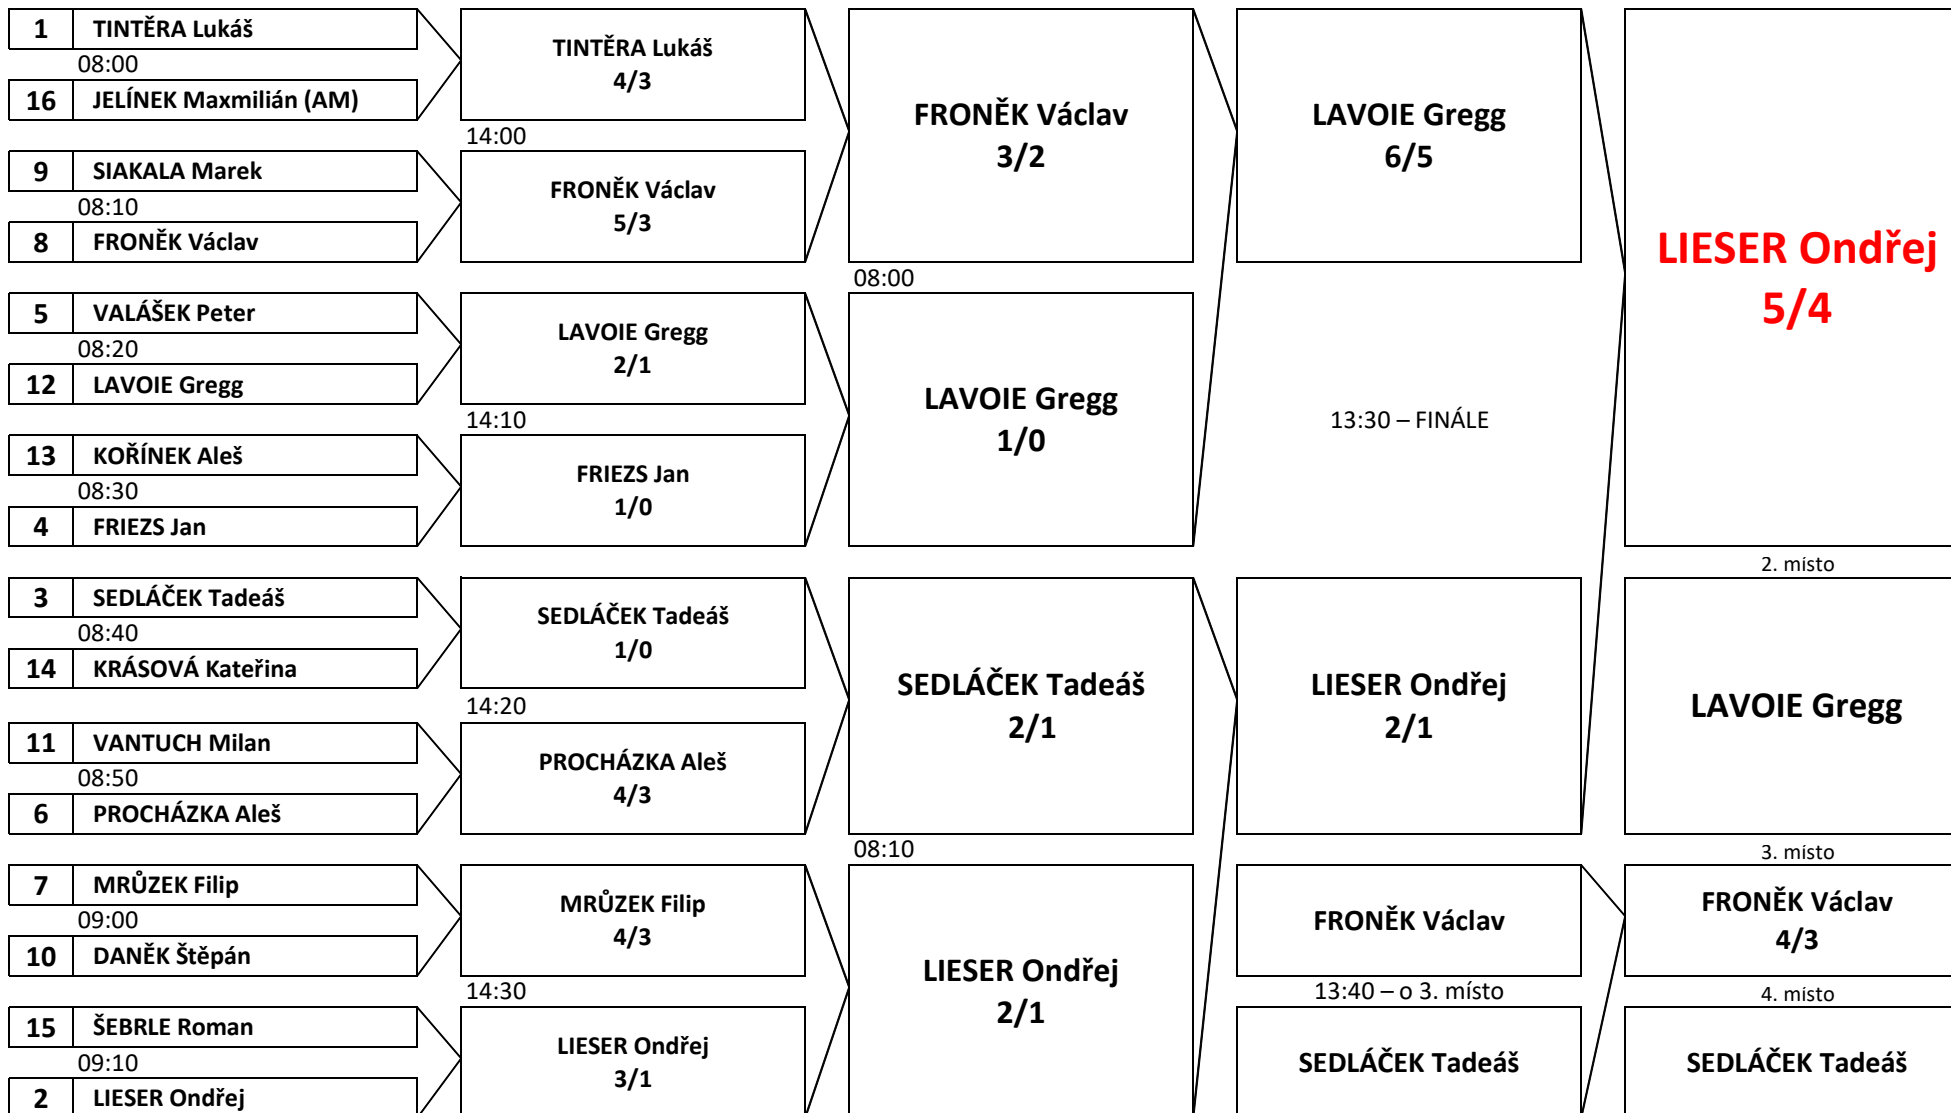 1 TINTĚRA Lukáš
08:00
16 JELÍNEK Maxmilián (AM)
9 SIAKALA Marek
08:10
8 FRONĚK Václav
5 VALÁŠEK Peter
08:20
12 LAVOIE Gregg
13 KOŘÍNEK Aleš
08:30
4 FRIEZS Jan
3 SEDLÁČEK Tadeáš
08:40
14 KRÁSOVÁ Kateřina
11 VANTUCH Milan
08:50
6 PROCHÁZKA Aleš
7 MRŮZEK Filip
09:00
10 DANĚK Štěpán
15 ŠEBRLE Roman
09:10
2 LIESER Ondřej
TINTĚRA Lukáš
4/3
14:00
FRONĚK Václav
5/3
LAVOIE Gregg
2/1
14:10
FRIEZS Jan
1/0
SEDLÁČEK Tadeáš
1/0
14:20
PROCHÁZKA Aleš
4/3
MRŮZEK Filip
4/3
14:30
LIESER Ondřej
3/1
FRONĚK Václav
3/2
08:00
LAVOIE Gregg
1/0
SEDLÁČEK Tadeáš
2/1
08:10
LIESER Ondřej
2/1
LAVOIE Gregg
6/5
13:30 – FINÁLE
LIESER Ondřej
2/1
FRONĚK Václav
13:40 – o 3. místo
SEDLÁČEK Tadeáš
LIESER Ondřej
5/4
2. místo
LAVOIE Gregg
3. místo
FRONĚK Václav
4/3
4. místo
SEDLÁČEK Tadeáš